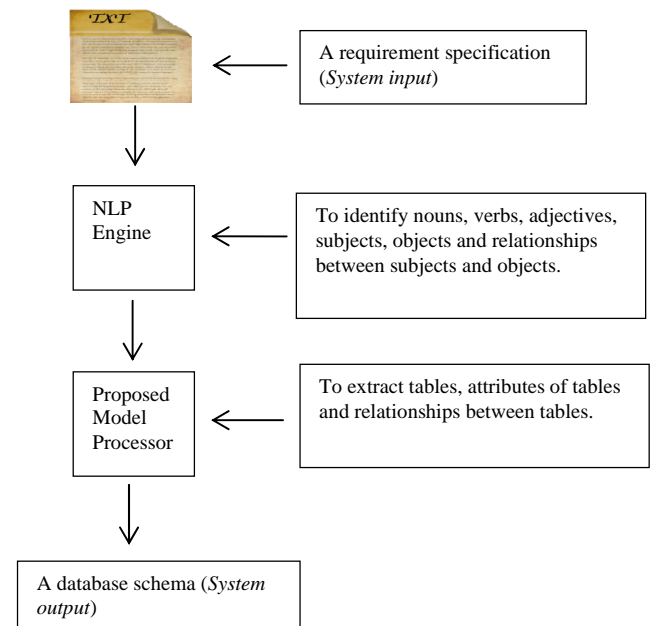 TXT
A requirement specification
(System input)
NLP
Engine
To identify nouns, verbs, adjectives,
subjects, objects and relationships
between subjects and objects.
Proposed
Model
Processor
To extract tables, attributes of tables
and relationships between tables.
A database schema (System
output)